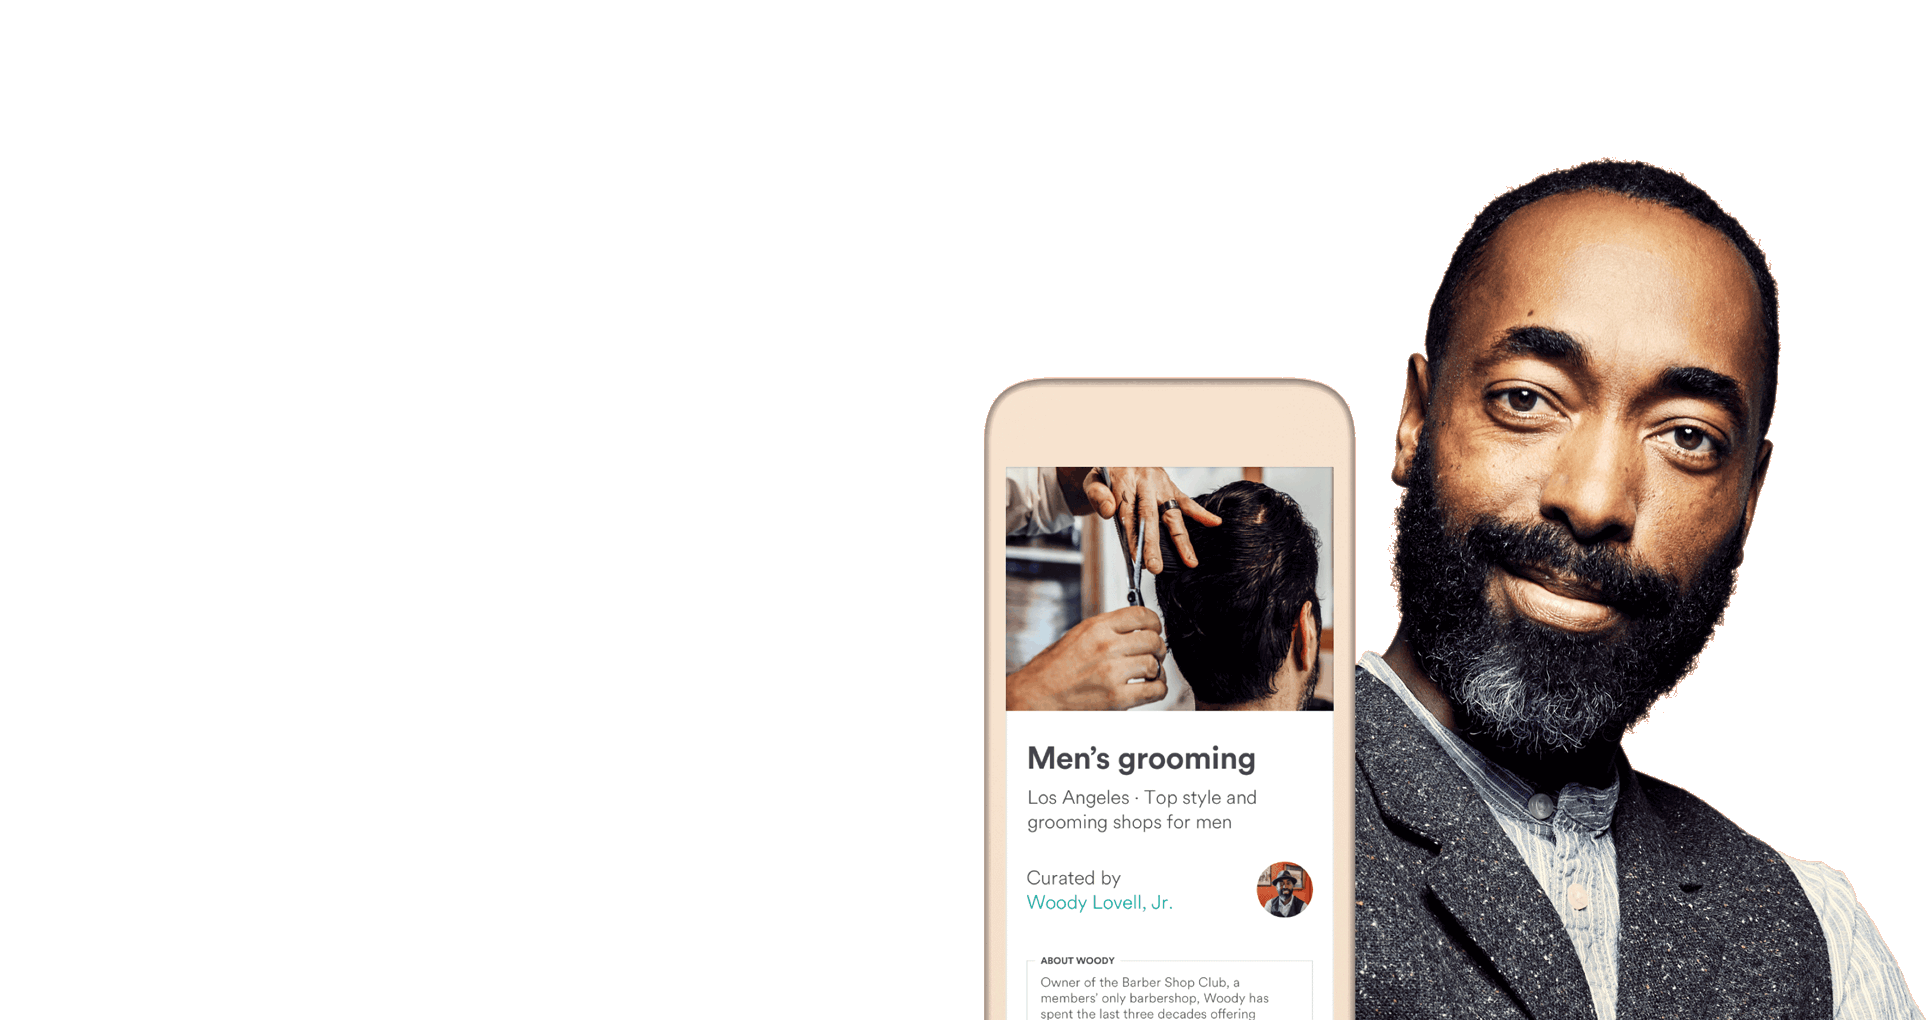 Men’s grooming
Los Angeles · Top style and
grooming shops for men
Curated by
Woody Lovell, Jr.
ABOUT WOODY
Owner of the Barber Shop Club, a
members’ only barbershop, Woody has
spent the last three decades offering